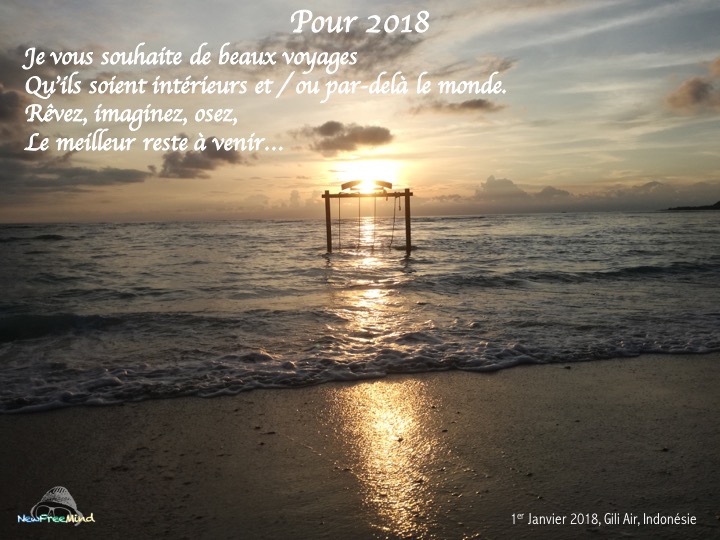 Pour 2018
Je vous souhaite de beaux voyages
Qu'ils soient intérieurs et / ou par-delà le monde.
Rêvez, imaginez, osez,
Le meilleur reste à venir...
NewFreeMind
1er Janvier 2018, Gili Air, Indonésie